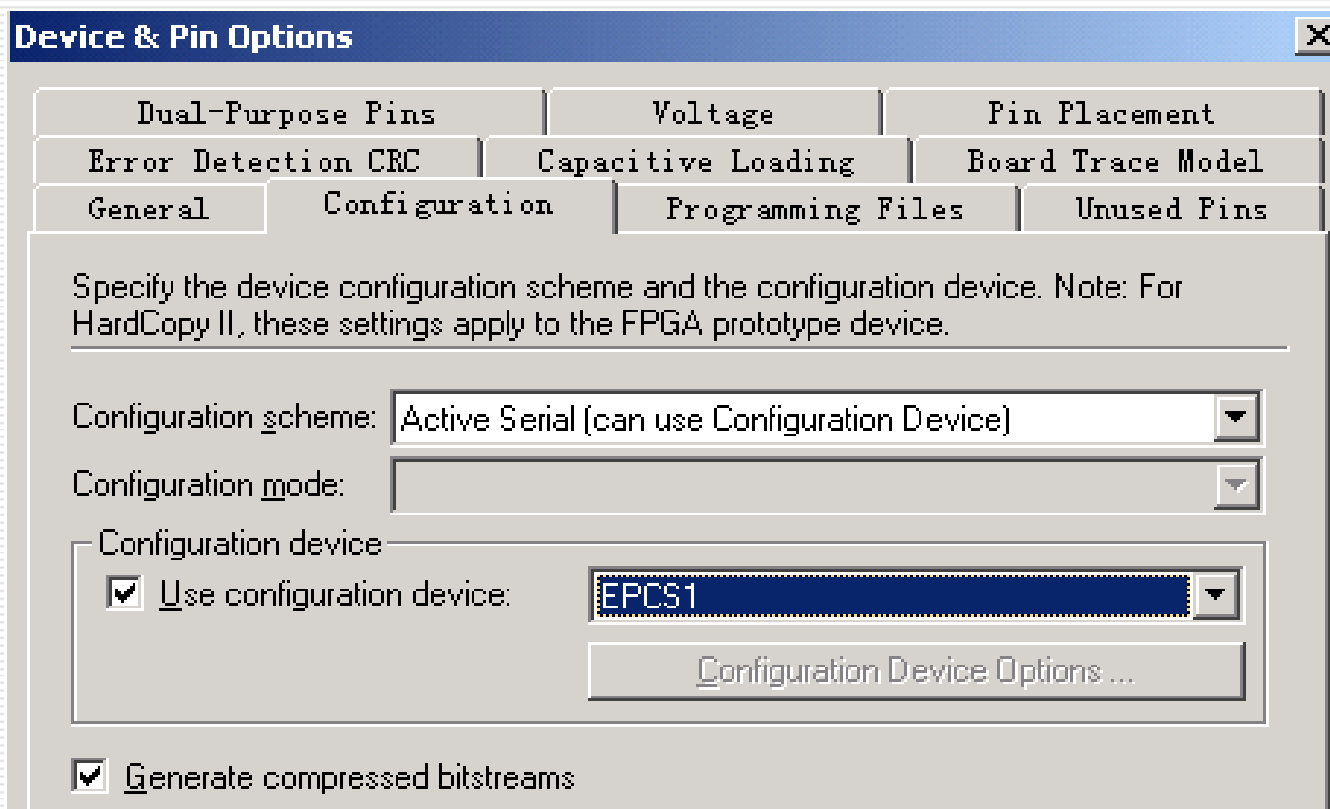 Device & Pin Options
Dual-Purpose Pins Voltage Pin Placement
Error Detection CRC Capacitive Loading Board Trace Model
General Configuration Programming Files Unused Pins
Specify the device configuration scheme and the configuration device. Note: For
HardCopy II, these settings apply to the FPGA prototype device.
Configuration scheme: Active Serial (can use Configuration Device)
Configuration mode:
Configuration device
Use configuration device: EPCS1
Configuration Device Options ...
Generate compressed bitstreams